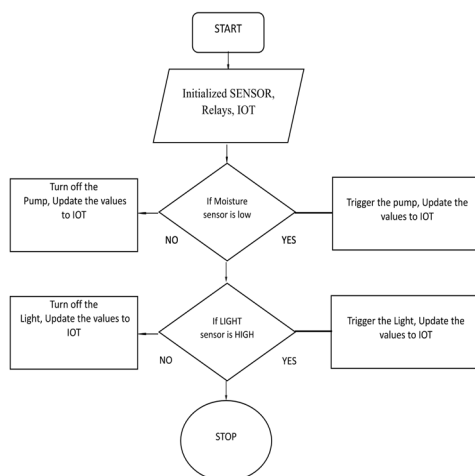 START
Initialized SENSOR,
Relays, IOT
Turn off the
Pump, Update the values
to IOT
If Moisture
sensor is low
Trigger the pump, Update the
values to IOT
NO
YES
Turn off the
Light, Update the values to
IOT
If LIGHT
sensor is HIGH
Trigger the Light, Update the
values to IOT
NO
YES
STOP